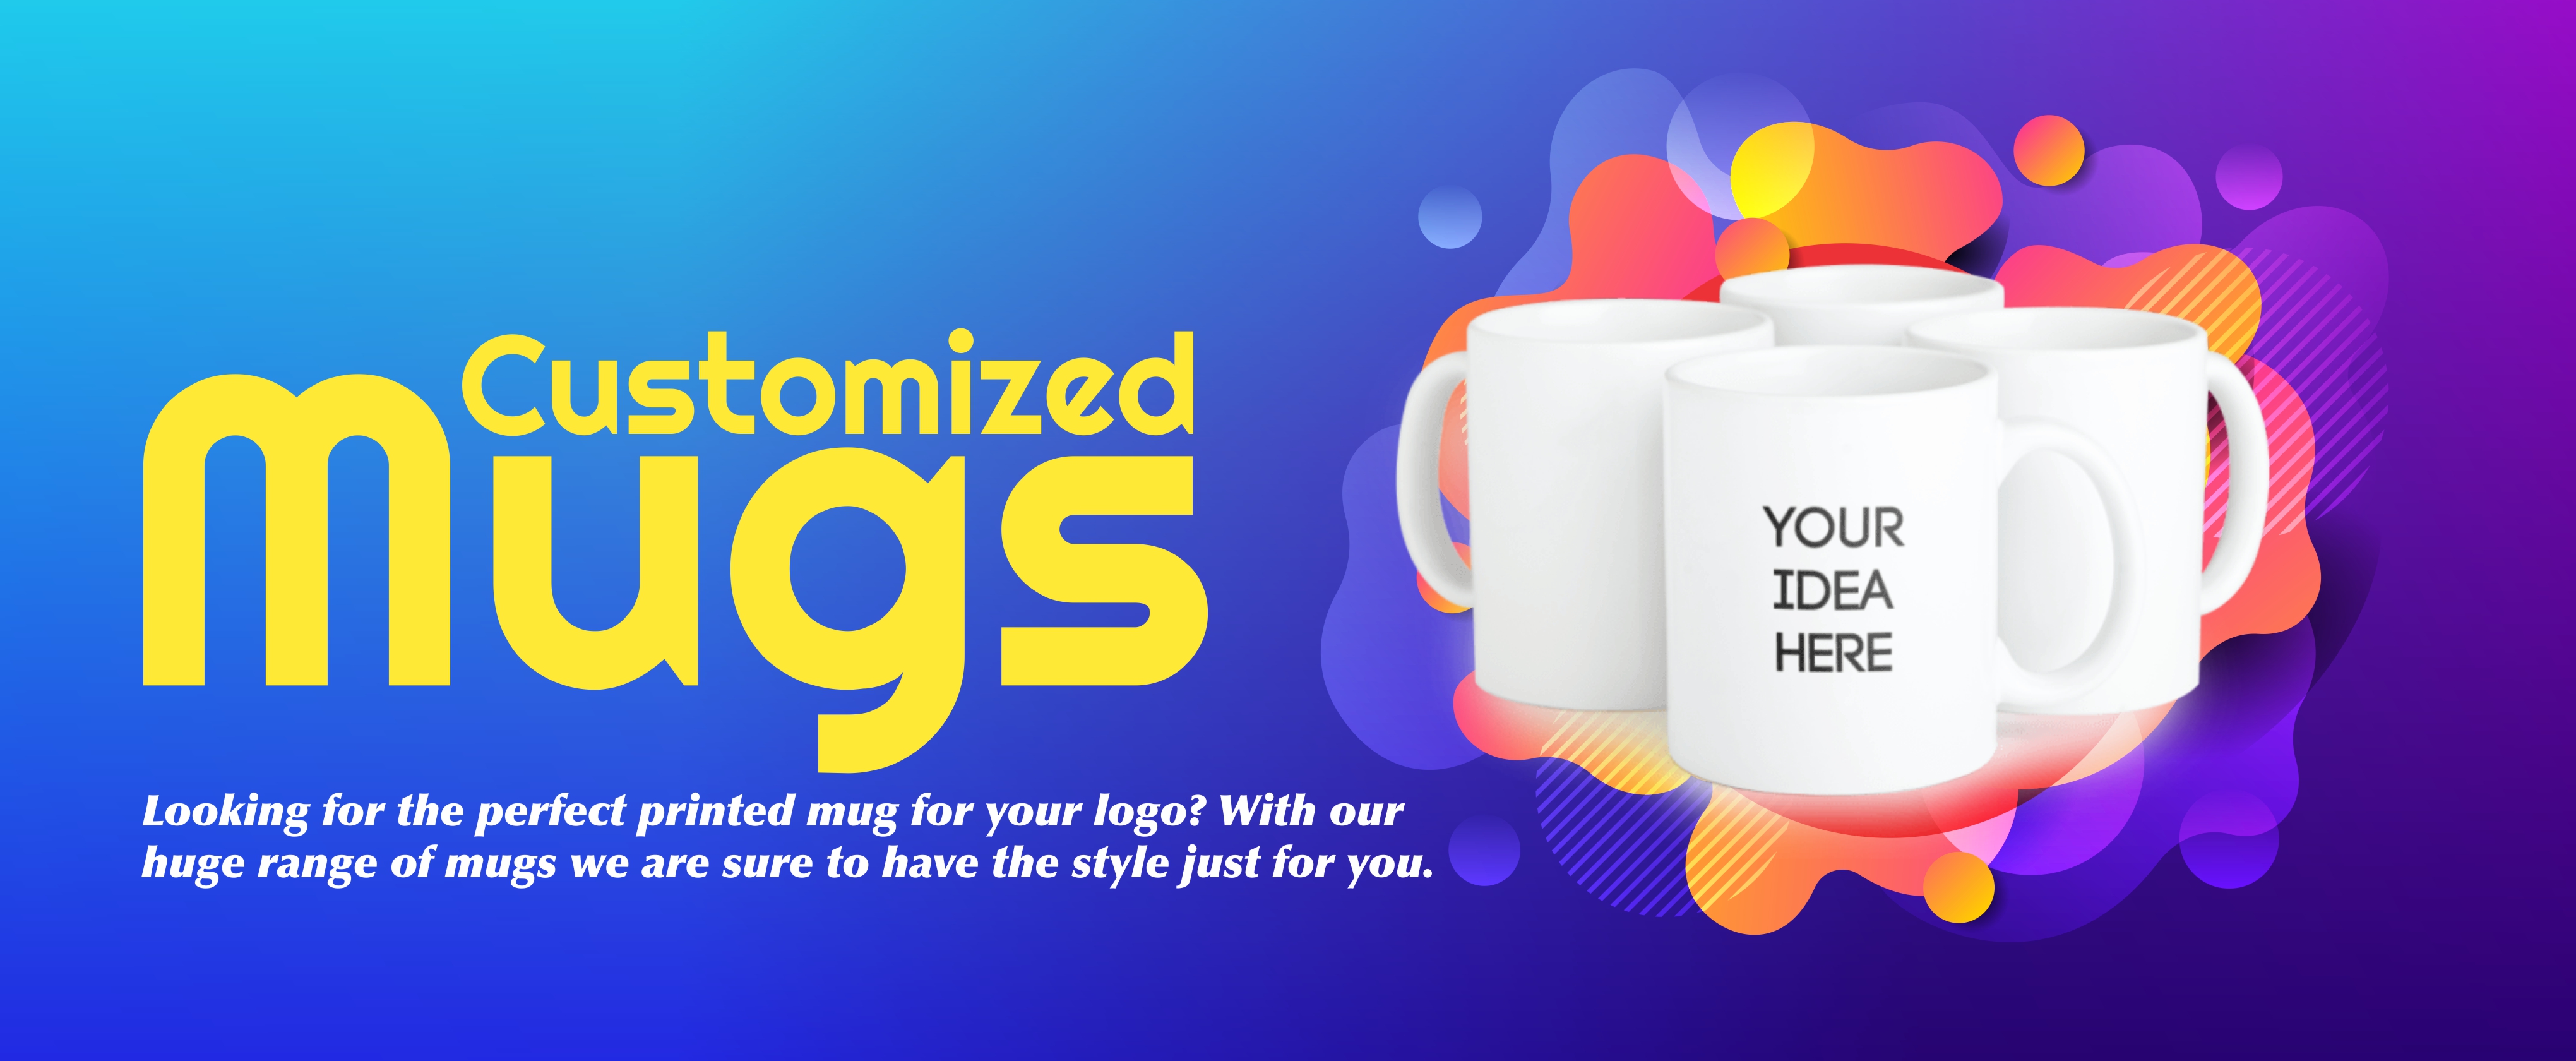 Customized
mugs
Looking for the perfect printed mug for your logo? With our
huge range of mugs we are sure to have the style just for you.
YOUR
IDEA
HERE